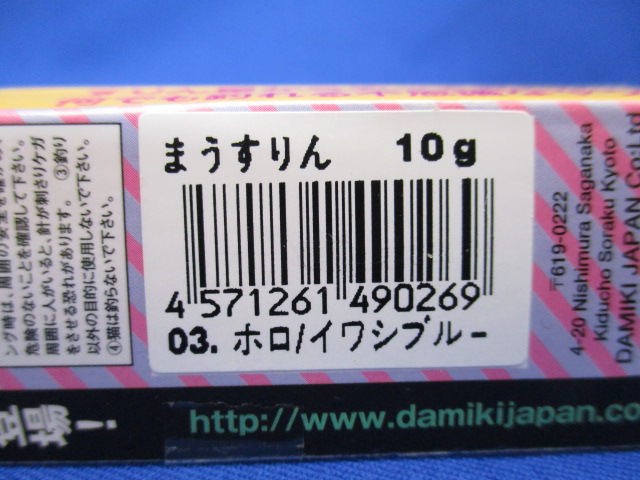 まうすりん 10g
4 571261 490269
03. ホロ/イワシブルー
危険のないことを確認して下さい。
周囲に人がいると、針が刺さりケガ
をさせる恐れがあります。 ③釣り
以外の目的に使用しないで下さい。
④猫は釣らないで下さい。
〒619-0222
4-20 Nishimura Saganaka
Kiducho Soraku Kyoto
DAMIKI JAPAN Co.Ltd
登場!
http://www.damikijapan.co